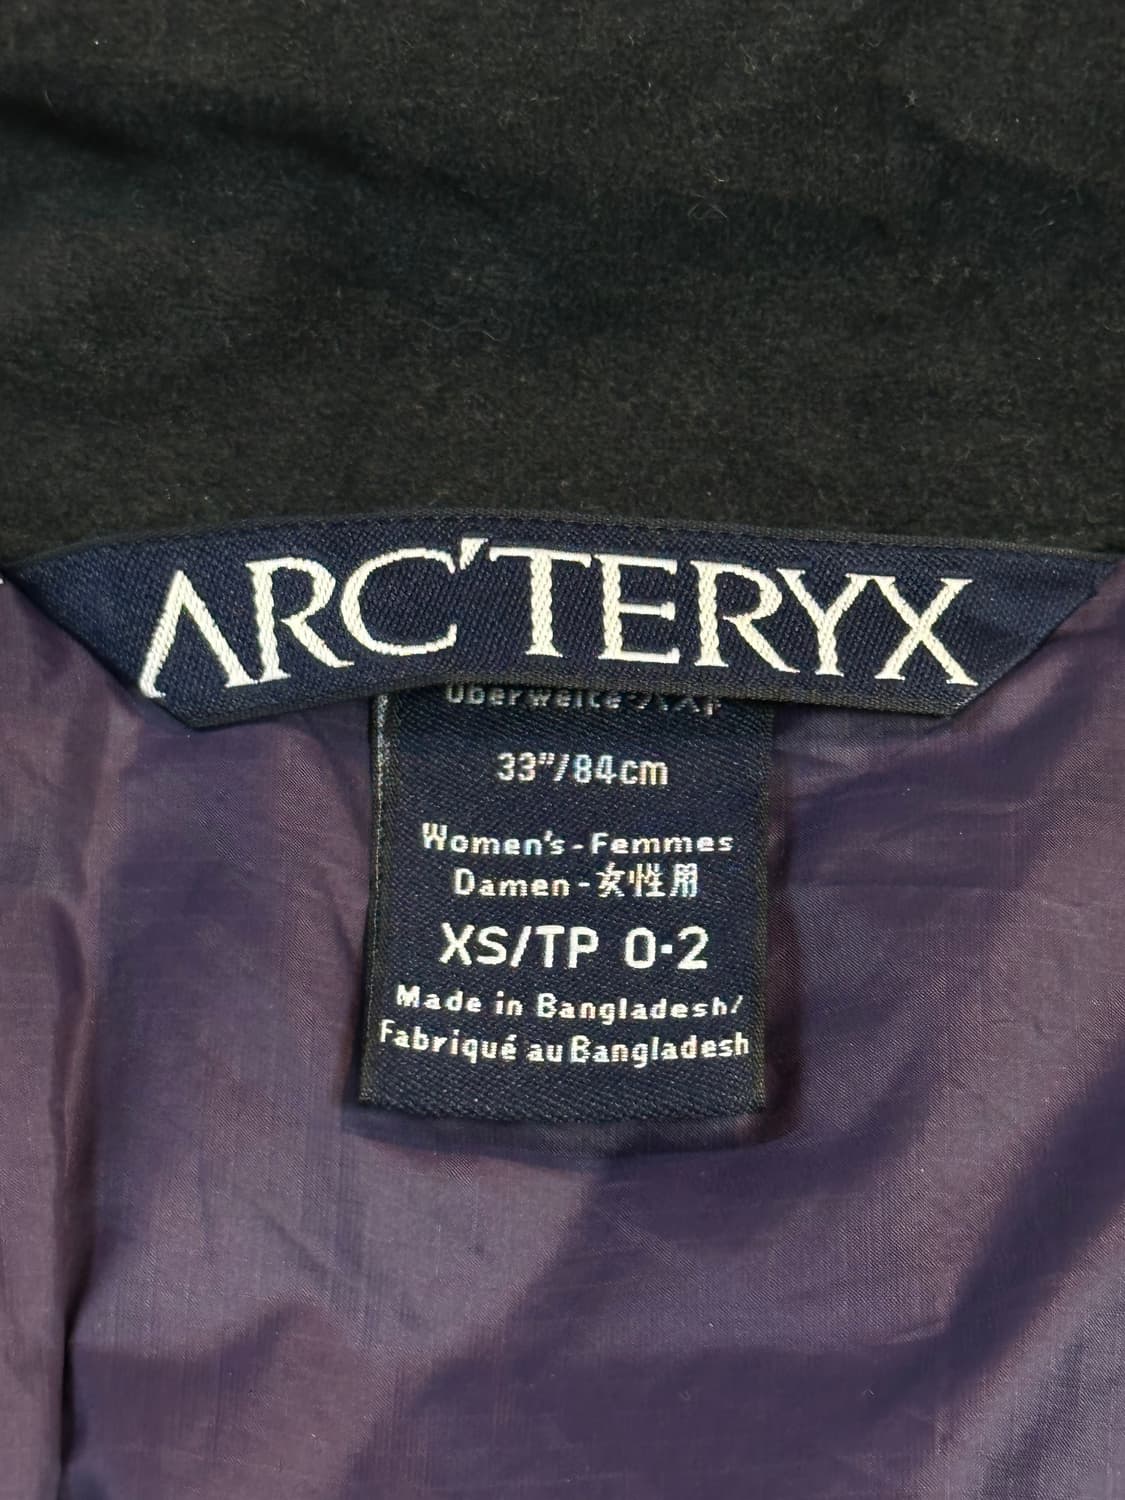 ARC'TERYX
33"/84cm
Women's-Femmes
Damen-女性用
XS/TP 0-2
Made in Bangladesh/
Fabriqué au Bangladesh